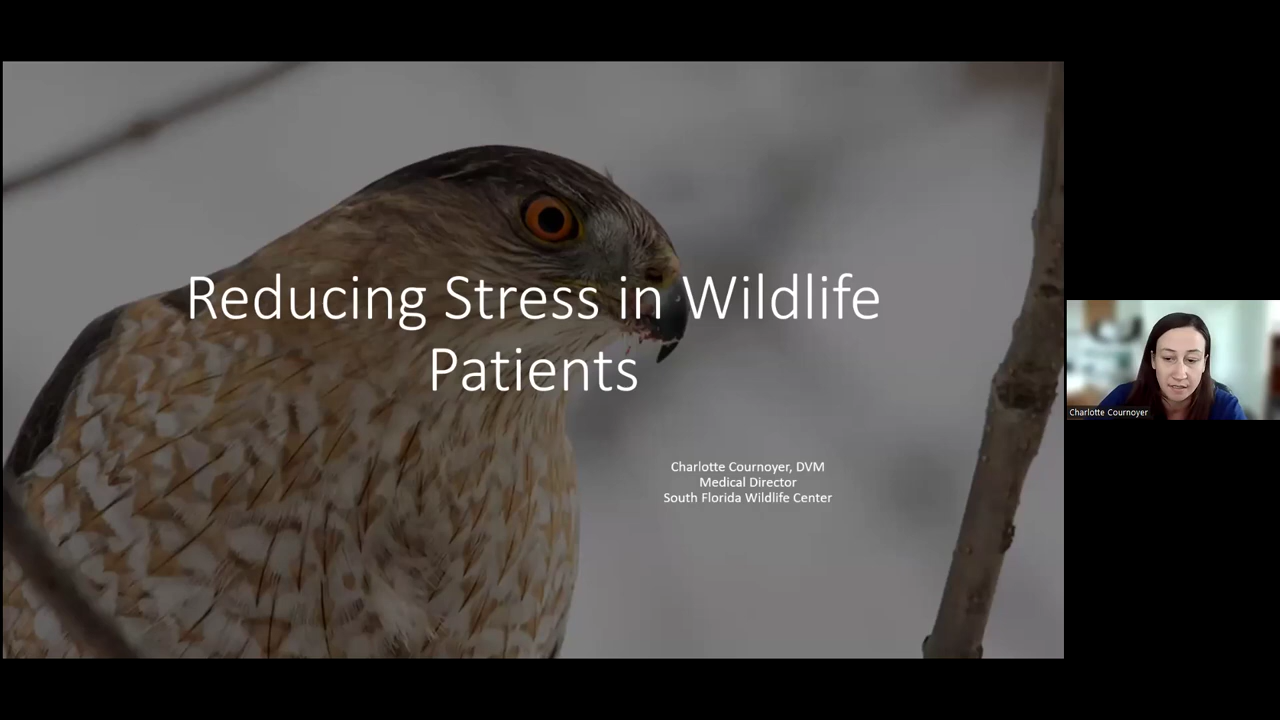 Reducing Stress in Wildlife
Patients
Charlotte Cournoyer, DVM
Medical Director
South Florida Wildlife Center
Charlotte Cournoyer